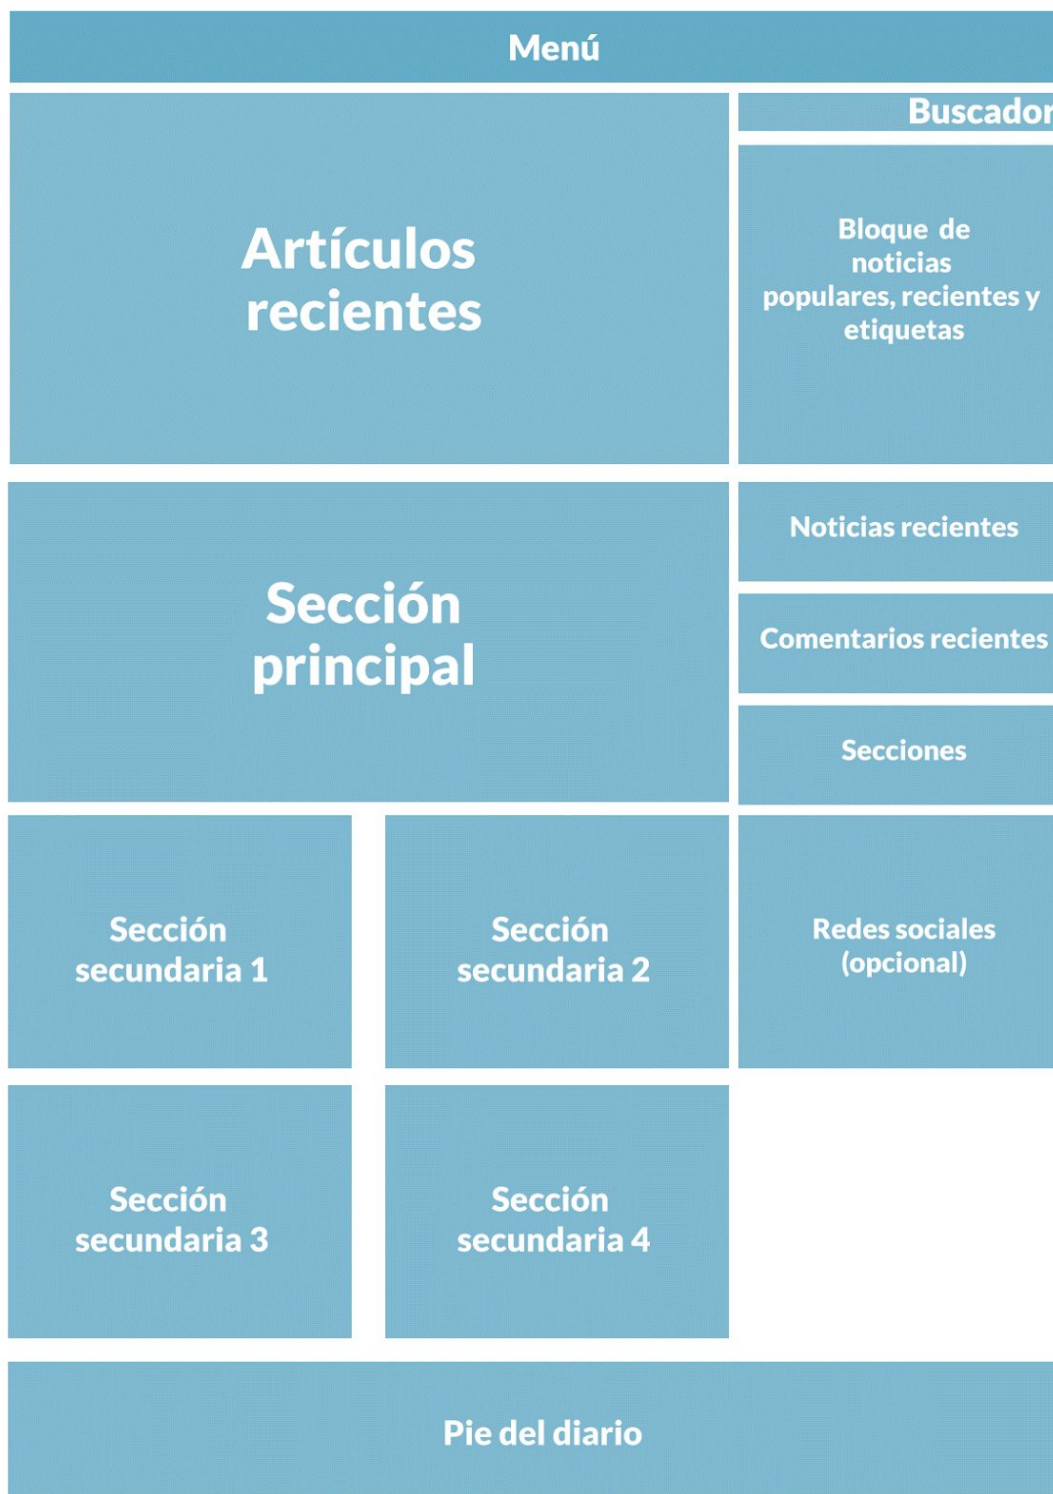 Menú
Artículos
recientes
Buscador
Bloque de
noticias
populares, recientes y
etiquetas
Sección
principal
Noticias recientes
Comentarios recientes
Secciones
Sección
secundaria 1
Sección
secundaria 2
Redes sociales
(opcional)
Sección
secundaria 3
Sección
secundaria 4
Pie del diario